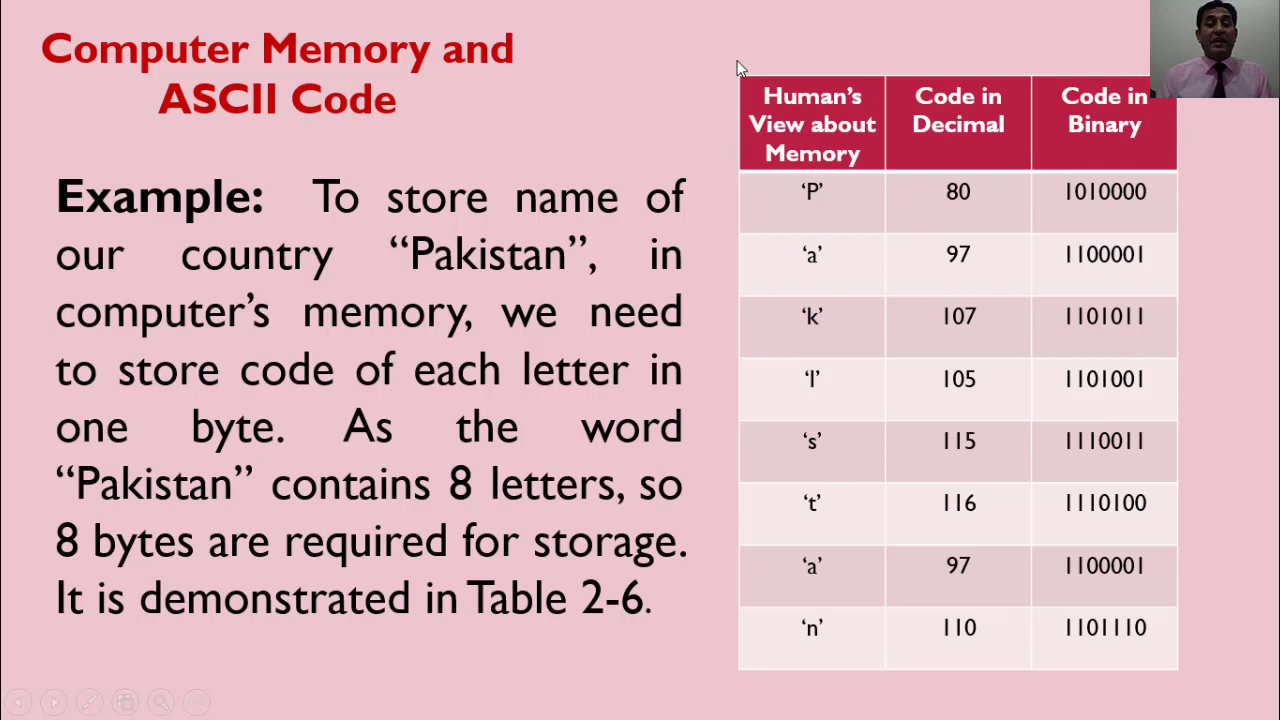 Computer Memory and
ASCII Code
Example: To store name of
our country “Pakistan”, in
computer’s memory, we need
to store code of each letter in
one byte. As the word
“Pakistan” contains 8 letters, so
8 bytes are required for storage.
It is demonstrated in Table 2-6.
Human’s View about Memory | Code in Decimal | Code in Binary
‘P’ 80 1010000
‘a’ 97 1100001
‘k’ 107 1101011
‘I’ 105 1101001
‘s’ 115 1110011
‘t’ 116 1110100
‘a’ 97 1100001
‘n’ 110 1101110